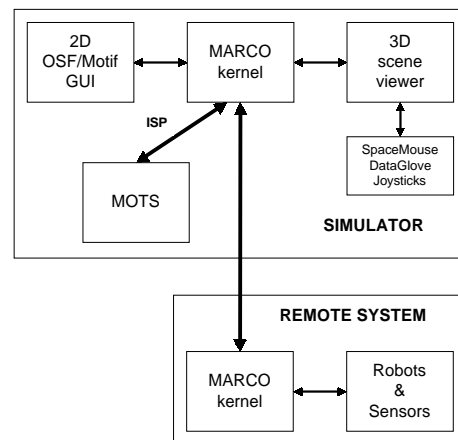 2D
OSF/Motif
GUI
MARCO
kernel
3D
scene
viewer
ISP
MOTS
SpaceMouse
DataGlove
Joysticks
SIMULATOR
REMOTE SYSTEM
MARCO
kernel
Robots
&
Sensors